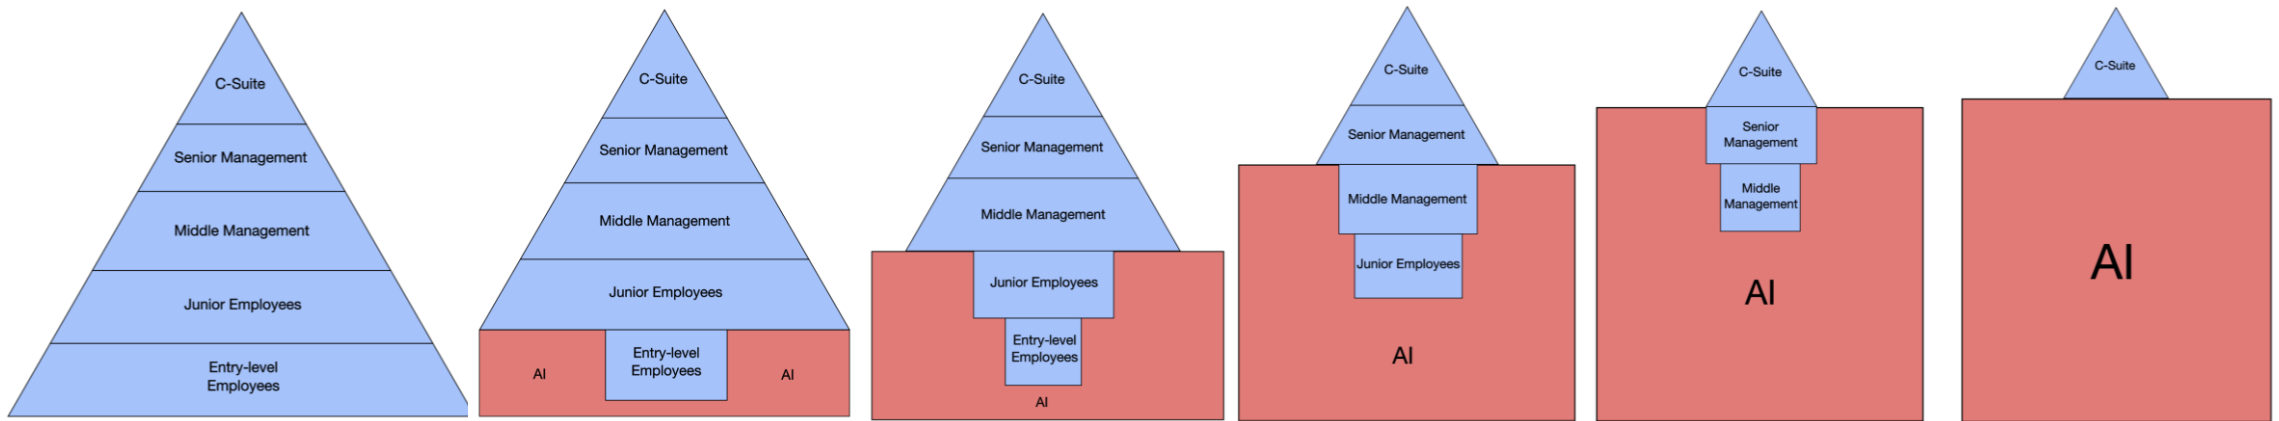 C-Suite
Senior Management
Middle Management
Junior Employees
Entry-level
Employees
C-Suite
Senior Management
Middle Management
Junior Employees
AI
Entry-level
Employees
AI
C-Suite
Senior Management
Middle Management
Junior Employees
Entry-level
Employees
AI
C-Suite
Senior Management
Middle Management
Junior Employees
AI
C-Suite
Senior
Management
Middle
Management
AI
C-Suite
AI